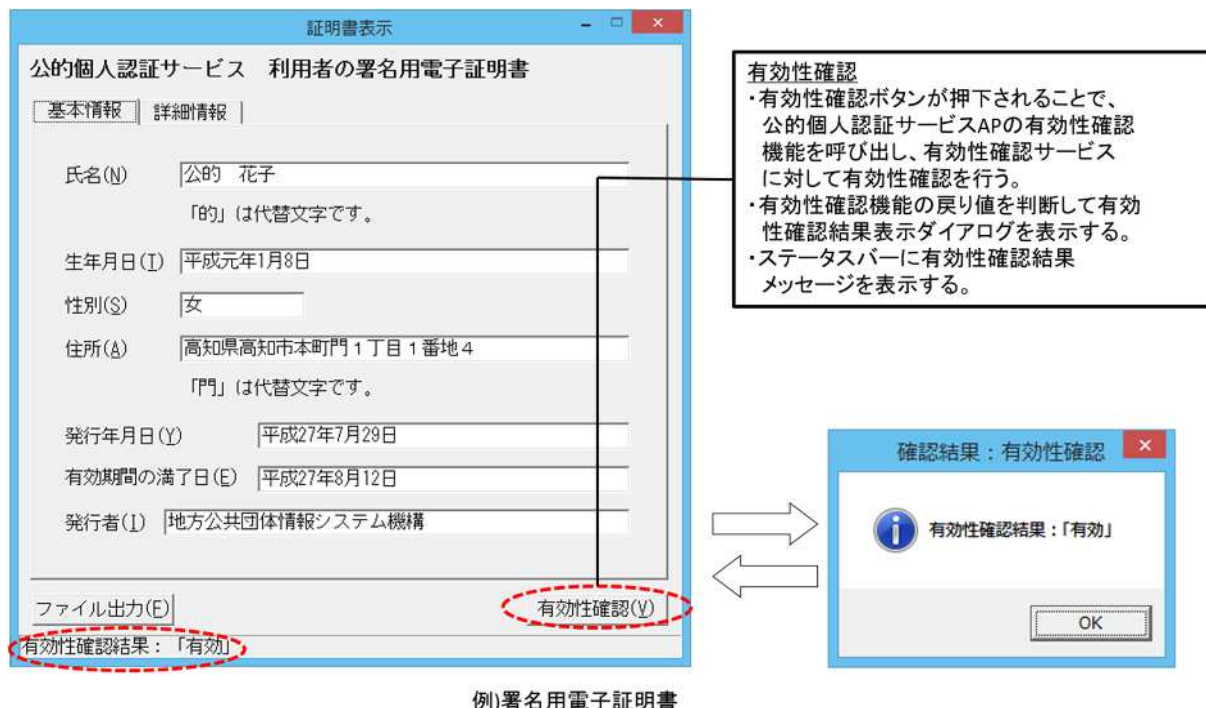 証明書表示
公的個人認証サービス 利用者の署名用電子証明書
基本情報 詳細情報
氏名(N) 公的 花子
「的」は代替文字です。
生年月日(T) 平成元年1月8日
性別(S) 女
住所(A) 高知県高知市本町門1丁目1番地4
「門」は代替文字です。
発行年月日(Y) 平成27年7月29日
有効期間の満了日(E) 平成27年8月12日
発行者(I) 地方公共団体情報システム機構
ファイル出力(F) 有効性確認(V)
有効性確認結果:「有効」
有効性確認
・有効性確認ボタンが押下されることで、
公的個人認証サービスAPの有効性確認
機能を呼び出し、有効性確認サービス
に対して有効性確認を行う。
・有効性確認機能の戻り値を判断して有効
性確認結果表示ダイアログを表示する。
・ステータスバーに有効性確認結果
メッセージを表示する。
確認結果:有効性確認
有効性確認結果:「有効」
OK
例)署名用電子証明書